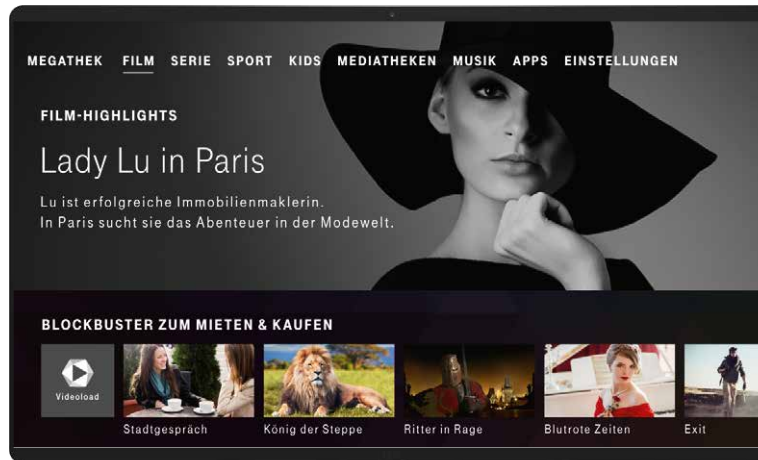 MEGATHEK FILM SERIE SPORT KIDS MEDIATHEKEN MUSIK APPS EINSTELLUNGEN
FILM-HIGHLIGHTS
Lady Lu in Paris
Lu ist erfolgreiche Immobilienmaklerin.
In Paris sucht sie das Abenteuer in der Modewelt.
BLOCKBUSTER ZUM MIETEN & KAUFEN
Videoload
Stadtgespräch König der Steppe Ritter in Rage Blutrote Zeiten Exit